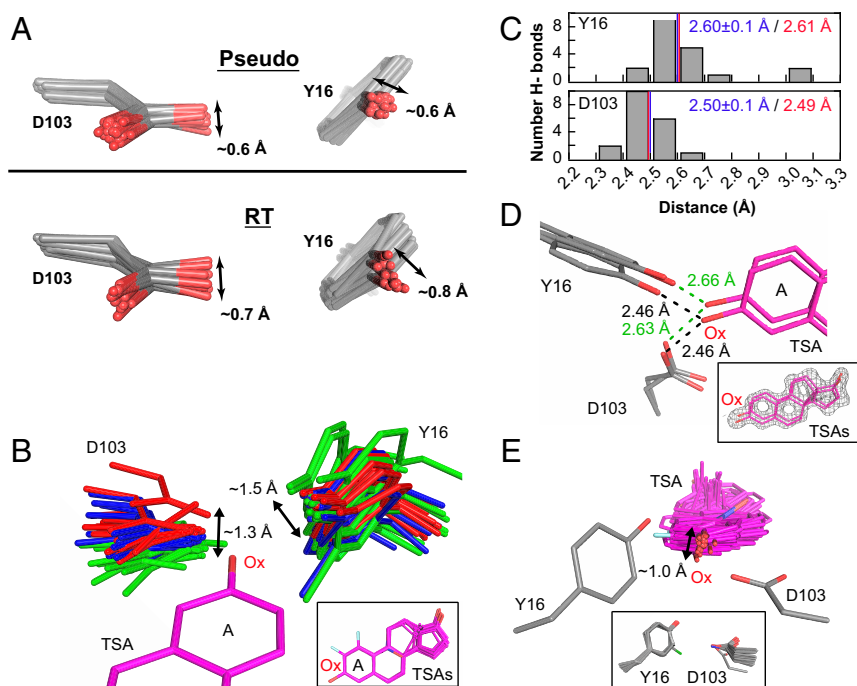 A
Pseudo
D103
~0.6 Å
Y16
~0.6 Å
RT
D103
~0.7 Å
Y16
~0.8 Å
B
D103
Y16
~1.5 Å
~1.3 Å
Ox
A
TSA
Ox
A
TSAs
C
Number H- bonds
8
4
0
Y16
2.60±0.1 Å / 2.61 Å
8
4
0
D103
2.50±0.1 Å / 2.49 Å
2.2
2.3
2.4
2.5
2.6
2.7
2.8
2.9
3.0
3.1
3.2
3.3
Distance (Å)
D
Y16
2.66 Å
A
2.46 Å
2.63 Å
Ox
2.46 Å
TSA
D103
Ox
TSAs
E
TSA
~1.0 Å
Ox
Y16
D103
Y16 D103